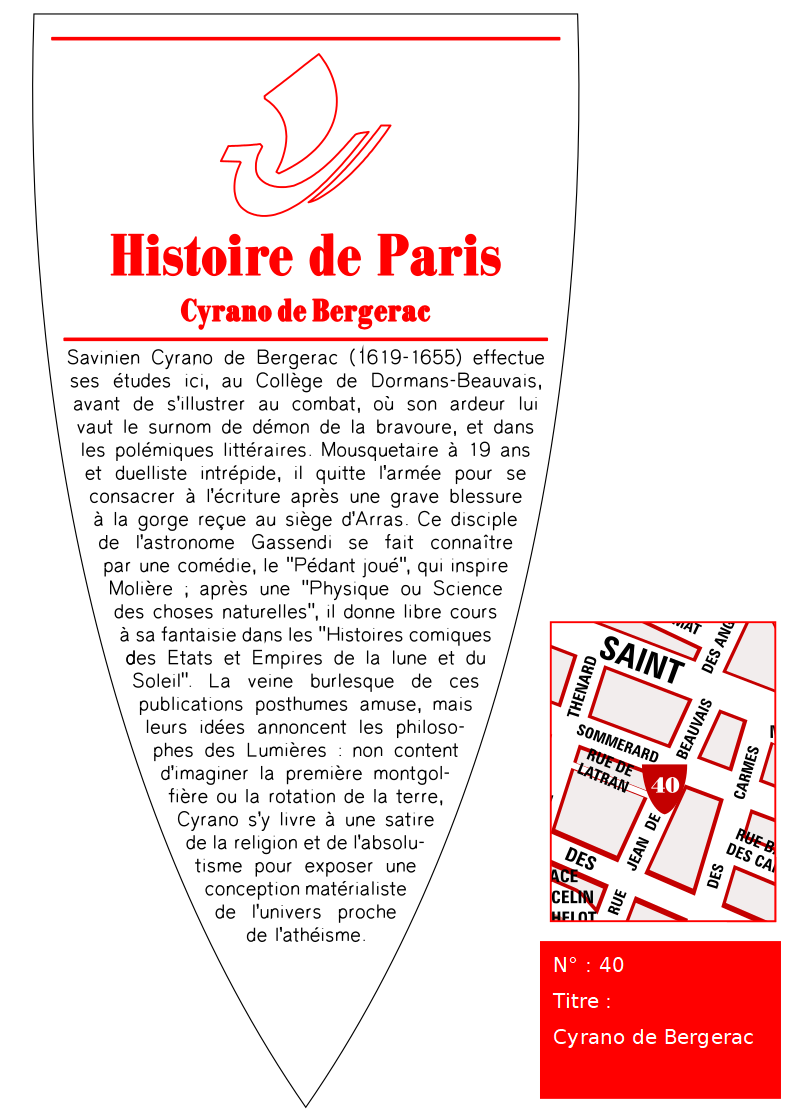 Histoire de Paris
Cyrano de Bergerac
Savinien Cyrano de Bergerac (1619-1655) effectue
ses études ici, au Collège de Dormans-Beauvais,
avant de s'illustrer au combat, où son ardeur lui
vaut le surnom de démon de la bravoure, et dans
les polémiques littéraires. Mousquetaire à 19 ans
et duelliste intrépide, il quitte l'armée pour se
consacrer à l'écriture après une grave blessure
à la gorge reçue au siège d'Arras. Ce disciple
de l'astronome Gassendi se fait connaître
par une comédie, le "Pédant joué", qui inspire
Molière ; après une "Physique ou Science
des choses naturelles", il donne libre cours
à sa fantaisie dans les "Histoires comiques
des Etats et Empires de la lune et du
Soleil". La veine burlesque de ces
publications posthumes amuse, mais
leurs idées annoncent les philoso-
phes des Lumières : non content
d'imaginer la première montgol-
fière ou la rotation de la terre,
Cyrano s'y livre à une satire
de la religion et de l'absolu-
tisme pour exposer une
conception matérialiste
de l'univers proche
de l'athéisme.
MAT
DES ANG
SAINT
THENARD
BEAUVAIS
SOMMERARD
RUE DE
LATRAN
40
CARMES
JEAN DE
RUE B
DES CA
DES
DES
ACE
CELIN
HELOT
RUE
N° : 40
Titre :
Cyrano de Bergerac